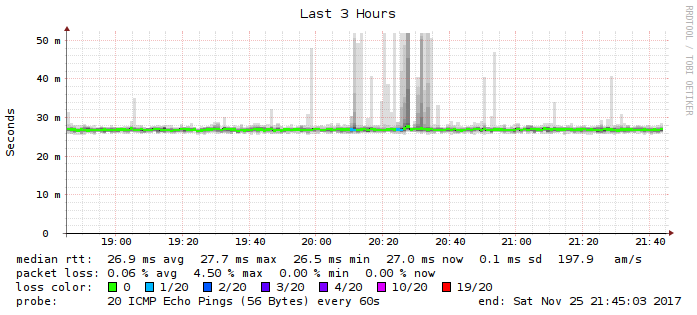 Last 3 Hours
RRDTOOL / TOBI OETIKER
Seconds
50 m
40 m
30 m
20 m
10 m
0
19:00 19:20 19:40 20:00 20:20 20:40 21:00 21:20 21:40
median rtt: 26.9 ms avg 27.7 ms max 26.5 ms min 27.0 ms now 0.1 ms sd 197.9 am/s
packet loss: 0.06 % avg 4.50 % max 0.00 % min 0.00 % now
loss color: 0 1/20 2/20 3/20 4/20 10/20 19/20
probe: 20 ICMP Echo Pings (56 Bytes) every 60s end: Sat Nov 25 21:45:03 2017